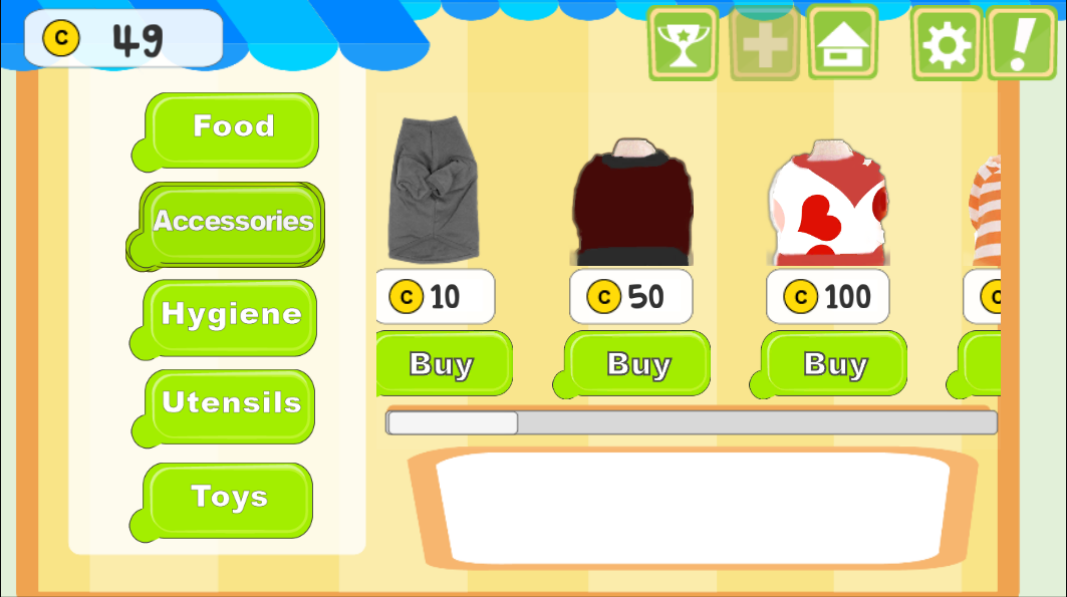 C 49
Food
Accessories
Hygiene
Utensils
Toys
C 10
C 50
C 100
C
Buy
Buy
Buy